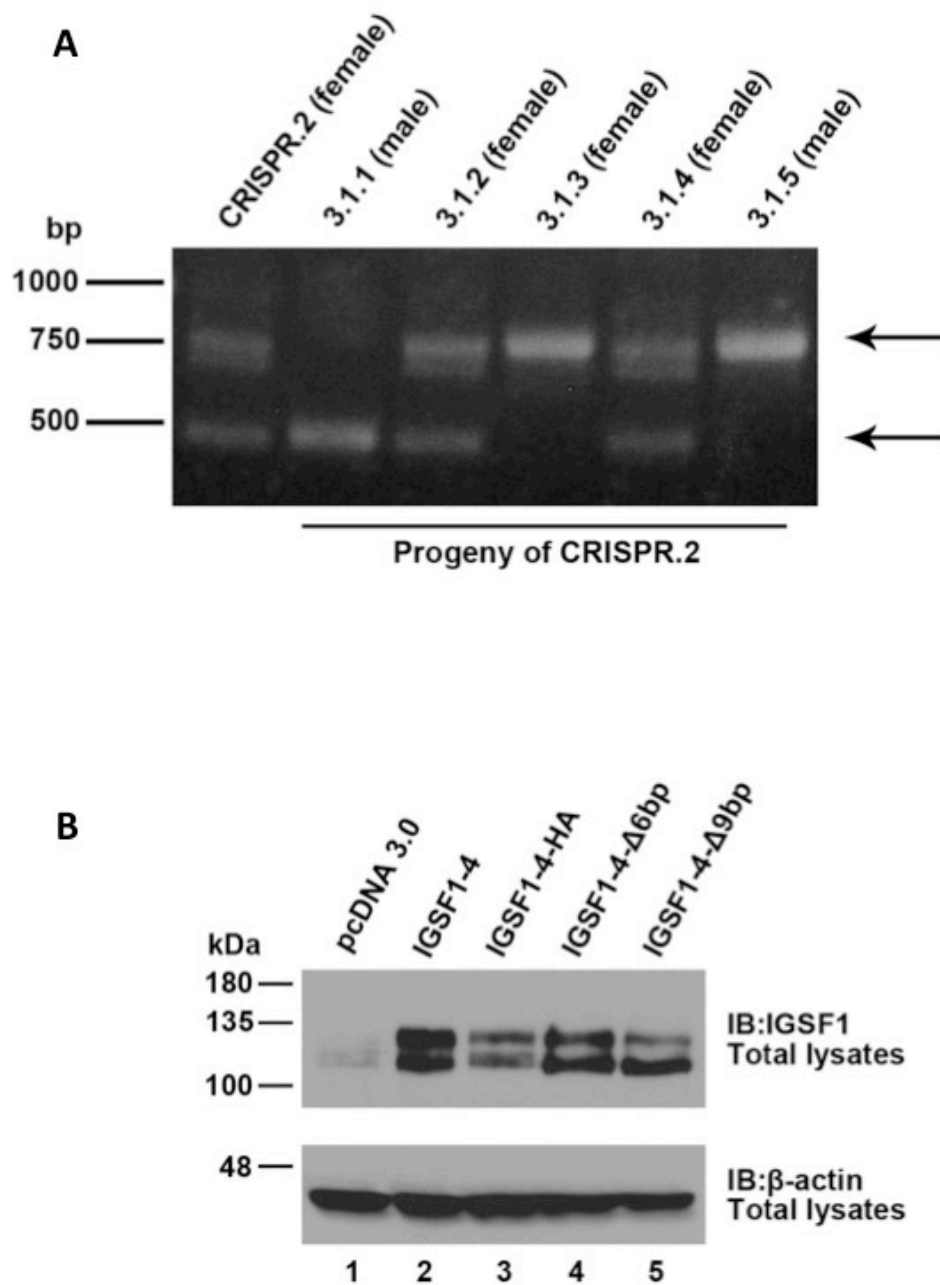 A
CRISPR.2 (female)
3.1.1 (male)
3.1.2 (female)
3.1.3 (female)
3.1.4 (female)
3.1.5 (male)
bp
1000
750
500
Progeny of CRISPR.2
B
pcDNA 3.0
IGSF1-4
IGSF1-4-HA
IGSF1-4-Δ6bp
IGSF1-4-Δ9bp
kDa
180
135
100
IB:IGSF1
Total lysates
48
IB:β-actin
Total lysates
1 2 3 4 5